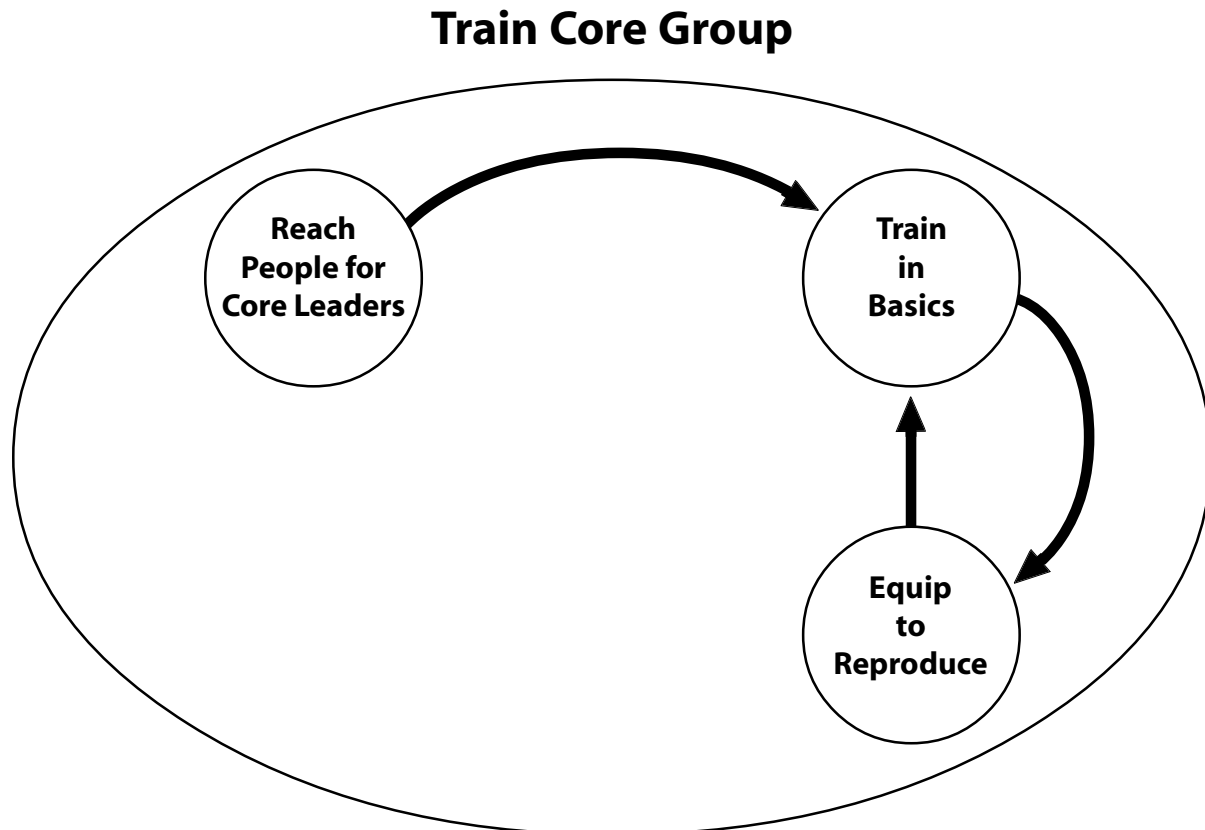 Train Core Group
Reach
People for
Core Leaders
Train
in
Basics
Equip
to
Reproduce